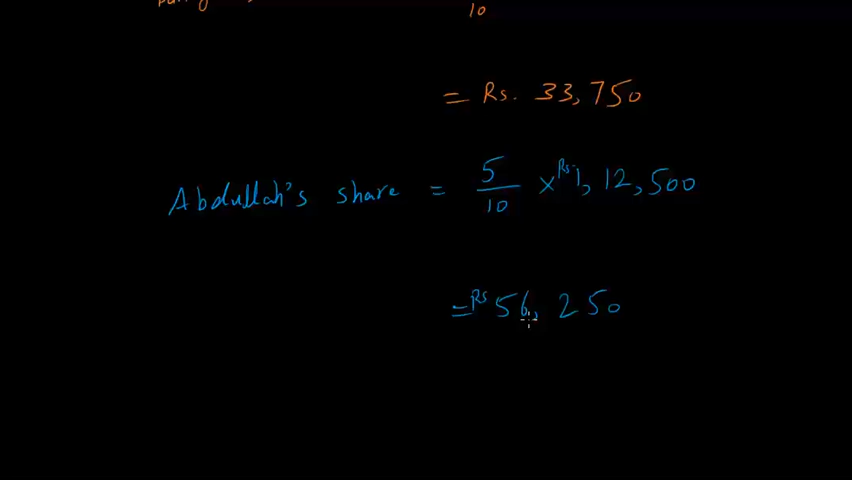 10
= Rs. 33,750
Abdullah's share = 5/10 × Rs 1,12,500
= Rs 56,250